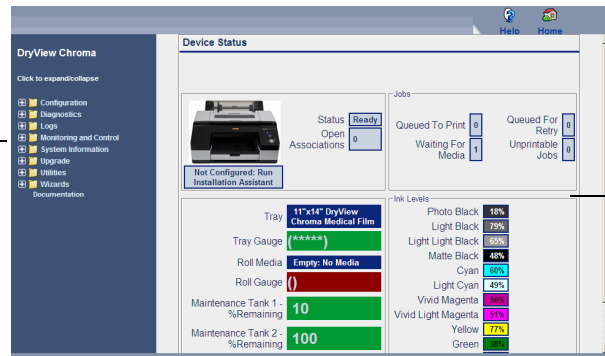 Help Home
DryView Chroma
Click to expand/collapse
Configuration
Diagnostics
Logs
Monitoring and Control
System Information
Upgrade
Utilities
Wizards
Documentation
Device Status
Status Ready
Open Associations 0
Not Configured: Run
Installation Assistant
Jobs
Queued To Print 0
Queued For Retry 0
Waiting For Media 1
Unprintable Jobs 0
Tray 11"x14" DryView Chroma Medical Film
Tray Gauge (*****)
Roll Media Empty: No Media
Roll Gauge ()
Maintenance Tank 1 - %Remaining 10
Maintenance Tank 2 - %Remaining 100
Ink Levels
Photo Black 18%
Light Black 79%
Light Light Black 65%
Matte Black 48%
Cyan 60%
Light Cyan 49%
Vivid Magenta 56%
Vivid Light Magenta 51%
Yellow 77%
Green 38%